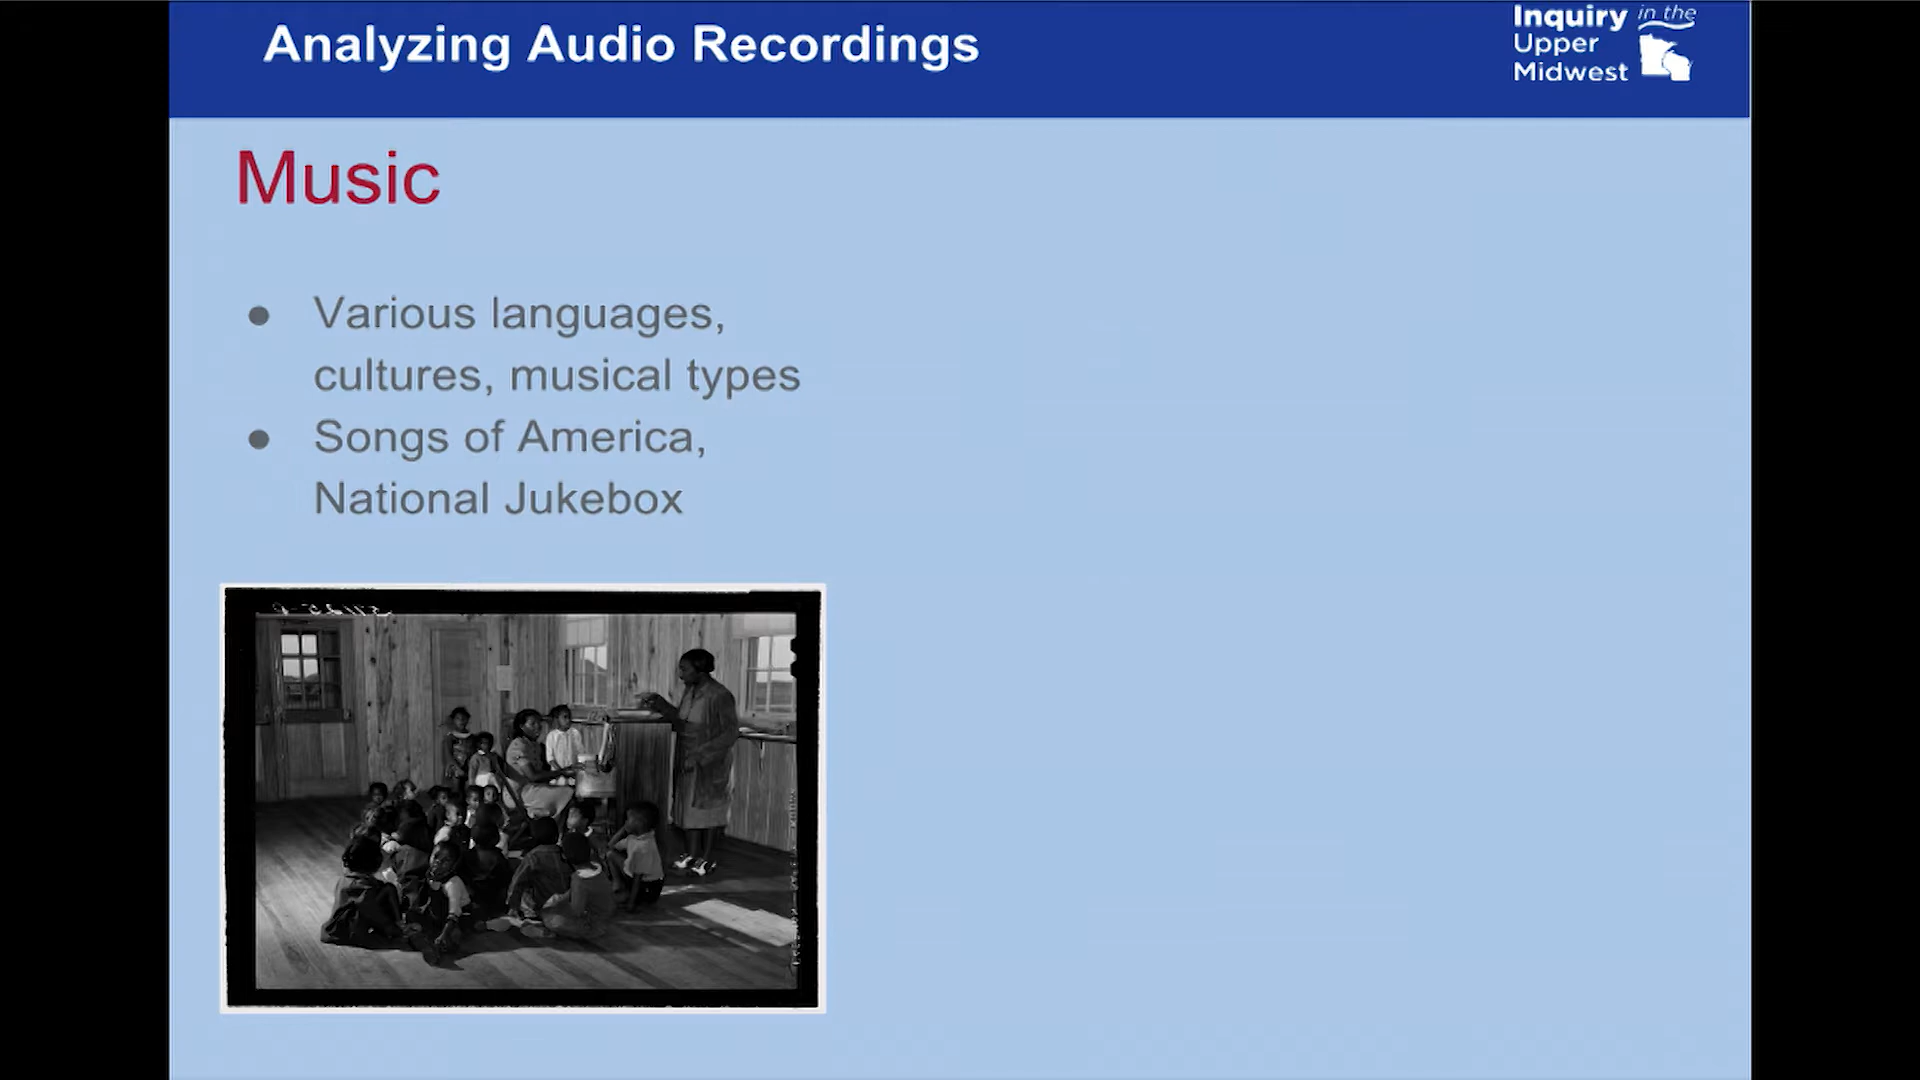 Analyzing Audio Recordings
Inquiry in the
Upper
Midwest
Music
Various languages,
cultures, musical types
Songs of America,
National Jukebox